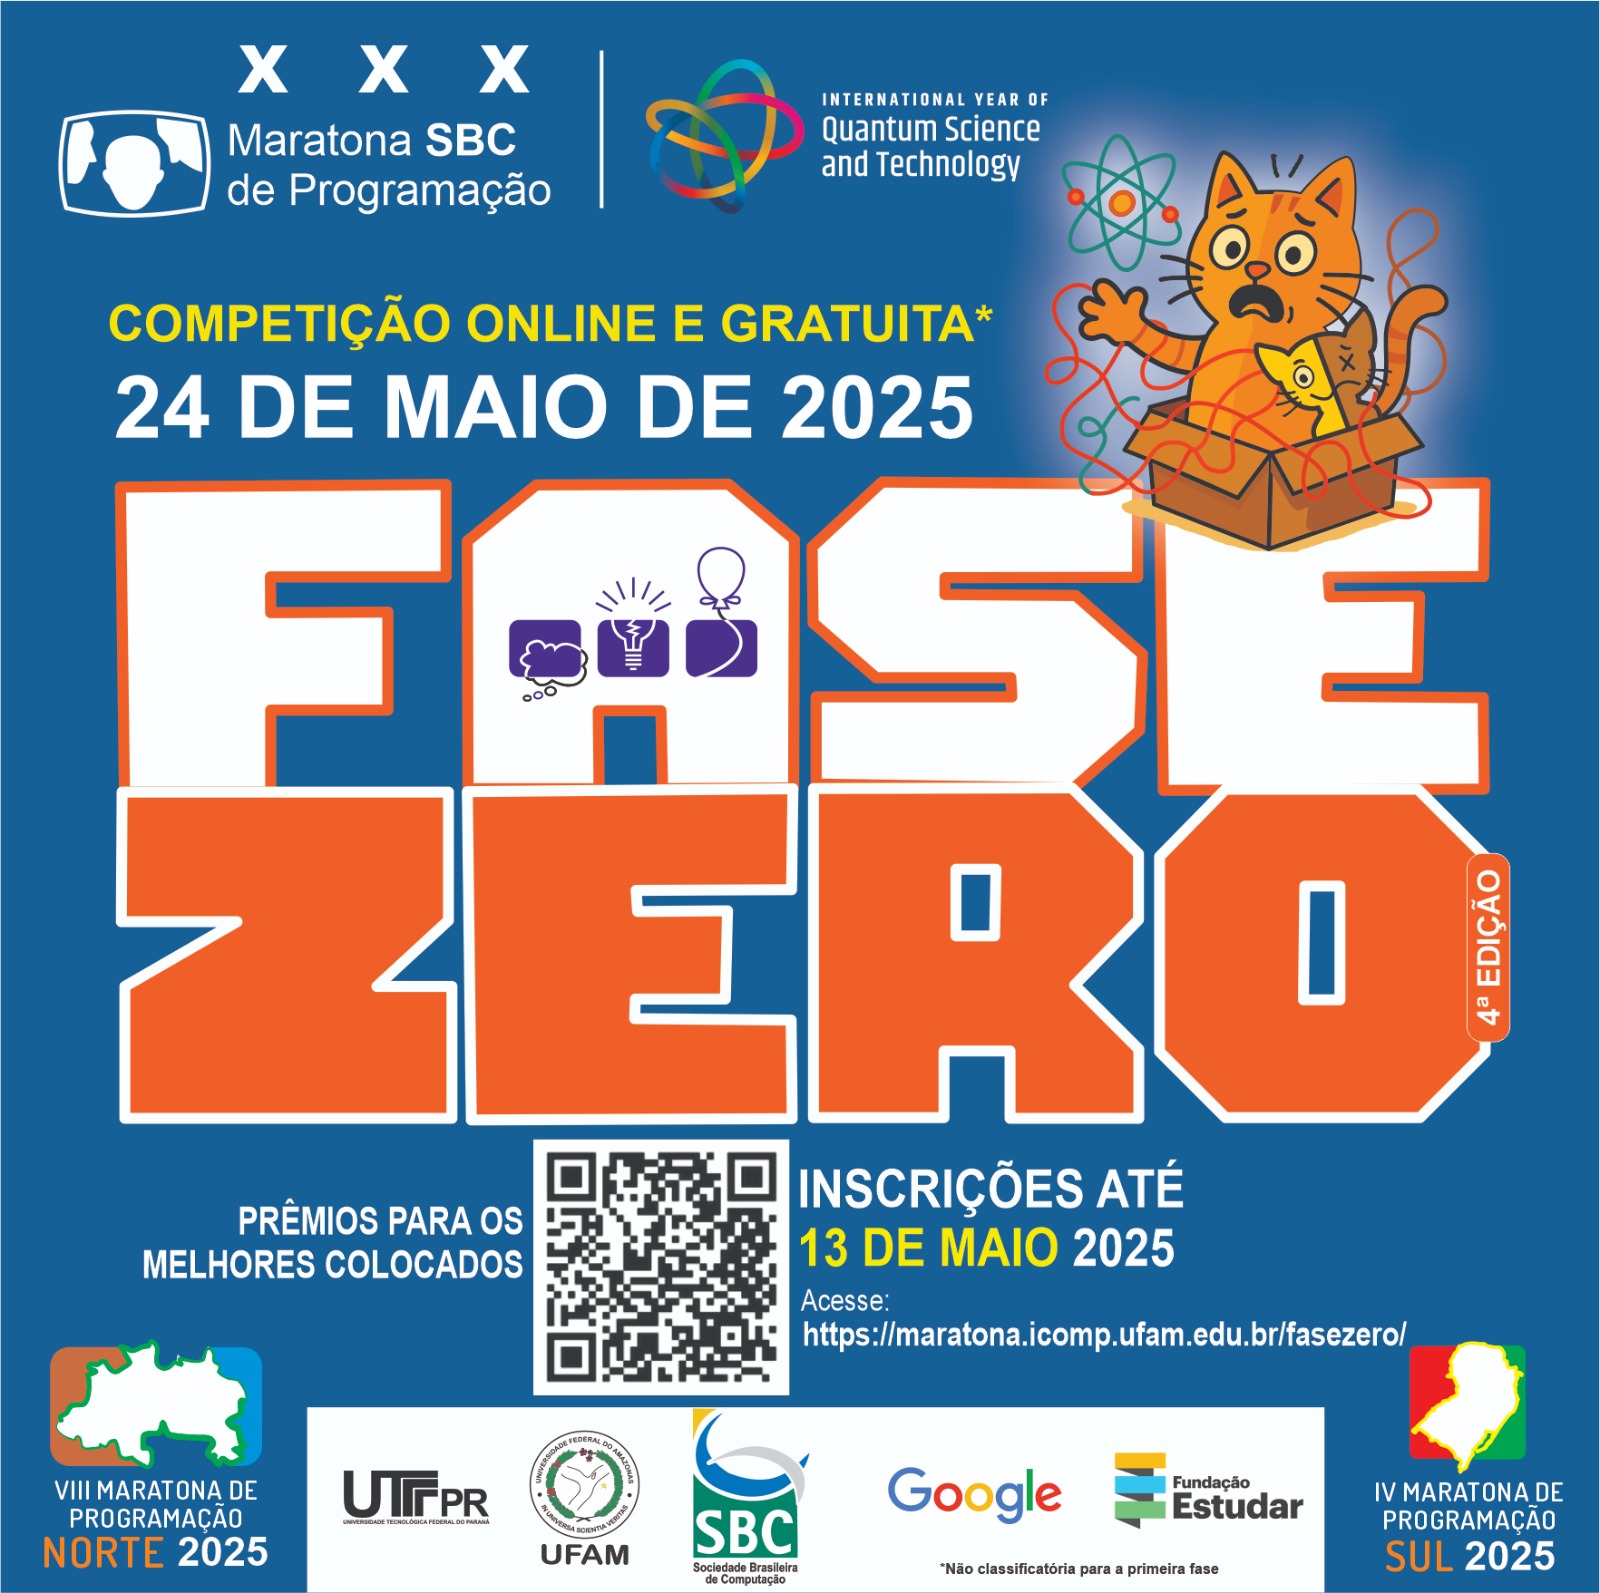 X X X
Maratona SBC
de Programação
INTERNATIONAL YEAR OF
Quantum Science
and Technology
COMPETIÇÃO ONLINE E GRATUITA*
24 DE MAIO DE 2025
FASE
ZERO
4ª EDIÇÃO
PRÊMIOS PARA OS
MELHORES COLOCADOS
INSCRIÇÕES ATÉ
13 DE MAIO 2025
Acesse:
https://maratona.icomp.ufam.edu.br/fasezero/
VIII MARATONA DE
PROGRAMAÇÃO
NORTE 2025
UTFPR
UNIVERSIDADE TECNOLÓGICA FEDERAL DO PARANÁ
UNIVERSIDADE FEDERAL DO AMAZONAS
IN UNIVERSA SCIENTIA VERITAS
UFAM
SBC
Sociedade Brasileira
de Computação
Google
Fundação
Estudar
*Não classificatória para a primeira fase
IV MARATONA DE
PROGRAMAÇÃO
SUL 2025